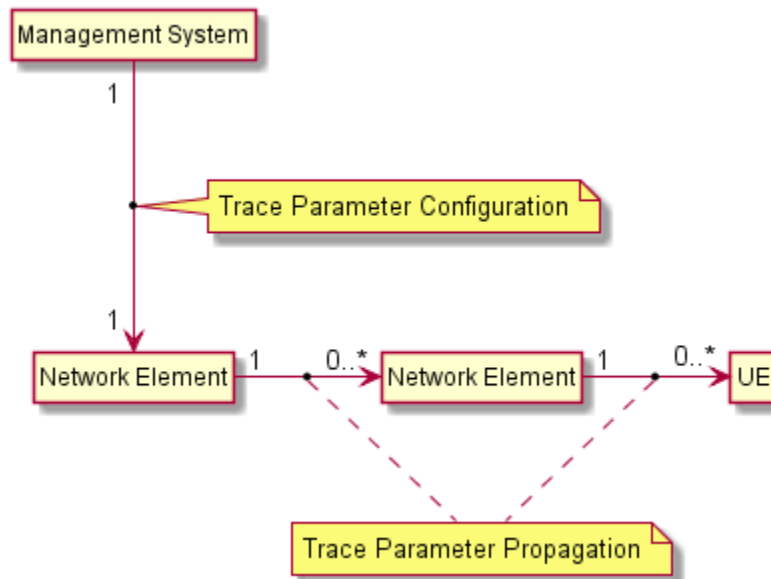 Management System
1
Trace Parameter Configuration
1
Network Element
1
0..*
Network Element
1
0..*
UE
Trace Parameter Propagation